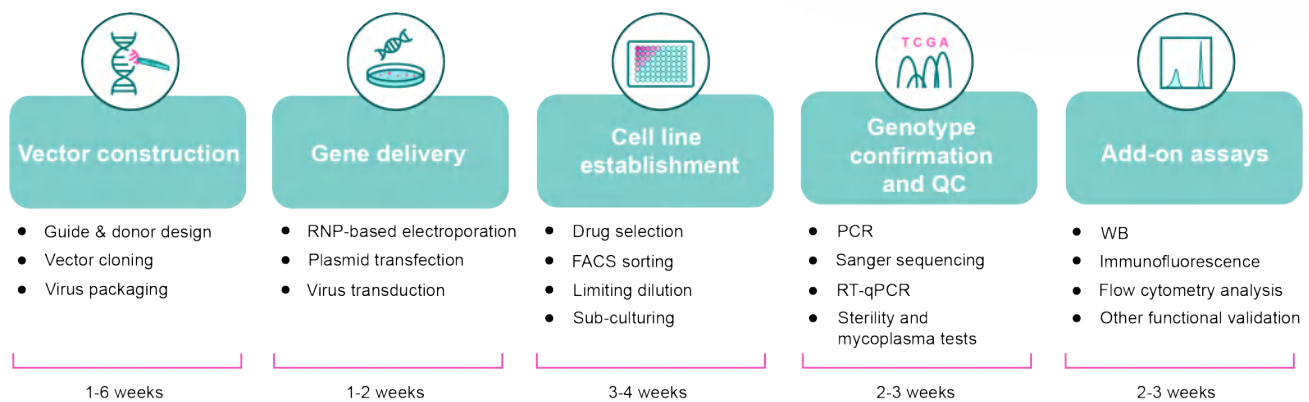 TCGA
Vector construction
Gene delivery
Cell line
establishment
Genotype
confirmation
and QC
Add-on assays
● Guide & donor design
● Vector cloning
● Virus packaging
● RNP-based electroporation
● Plasmid transfection
● Virus transduction
● Drug selection
● FACS sorting
● Limiting dilution
● Sub-culturing
● PCR
● Sanger sequencing
● RT-qPCR
● Sterility and
mycoplasma tests
● WB
● Immunofluorescence
● Flow cytometry analysis
● Other functional validation
1-6 weeks
1-2 weeks
3-4 weeks
2-3 weeks
2-3 weeks